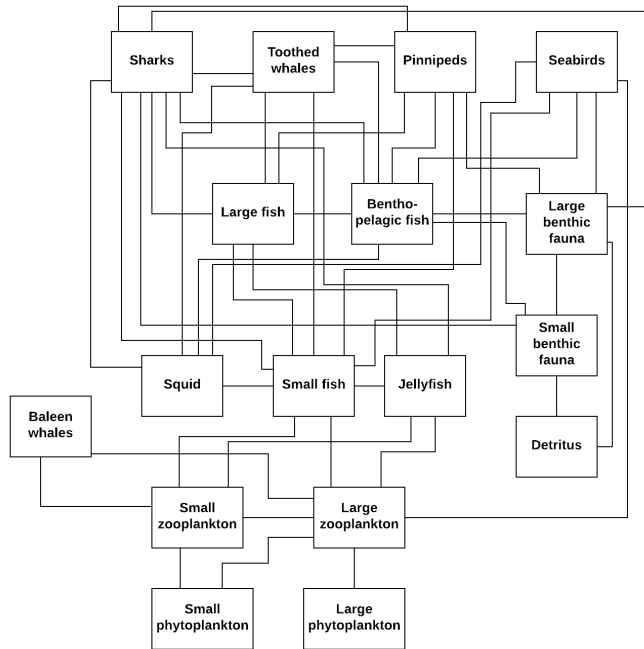 Sharks
Toothed
whales
Pinnipeds
Seabirds
Large fish
Bentho-
pelagic fish
Large
benthic
fauna
Small
benthic
fauna
Squid
Small fish
Jellyfish
Baleen
whales
Detritus
Small
zooplankton
Large
zooplankton
Small
phytoplankton
Large
phytoplankton